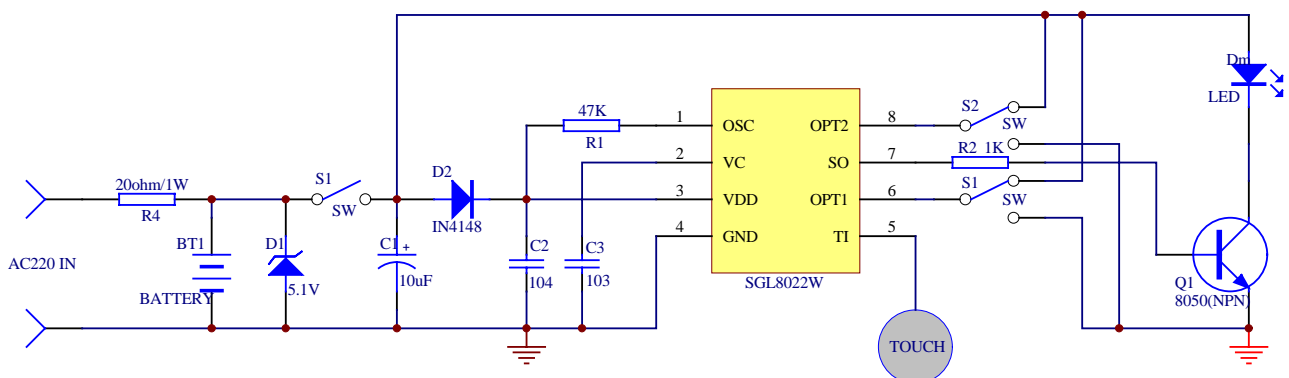 Dm
LED
47K
R1
1
OSC
2
VC
3
VDD
4
GND
OPT2
8
SO
7
OPT1
6
TI
5
SGL8022W
S2
SW
R2 1K
S1
SW
D2
IN4148
20ohm/1W
R4
S1
SW
AC220 IN
BT1
BATTERY
D1
5.1V
C1
+
10uF
C2
104
C3
103
Q1
8050(NPN)
TOUCH